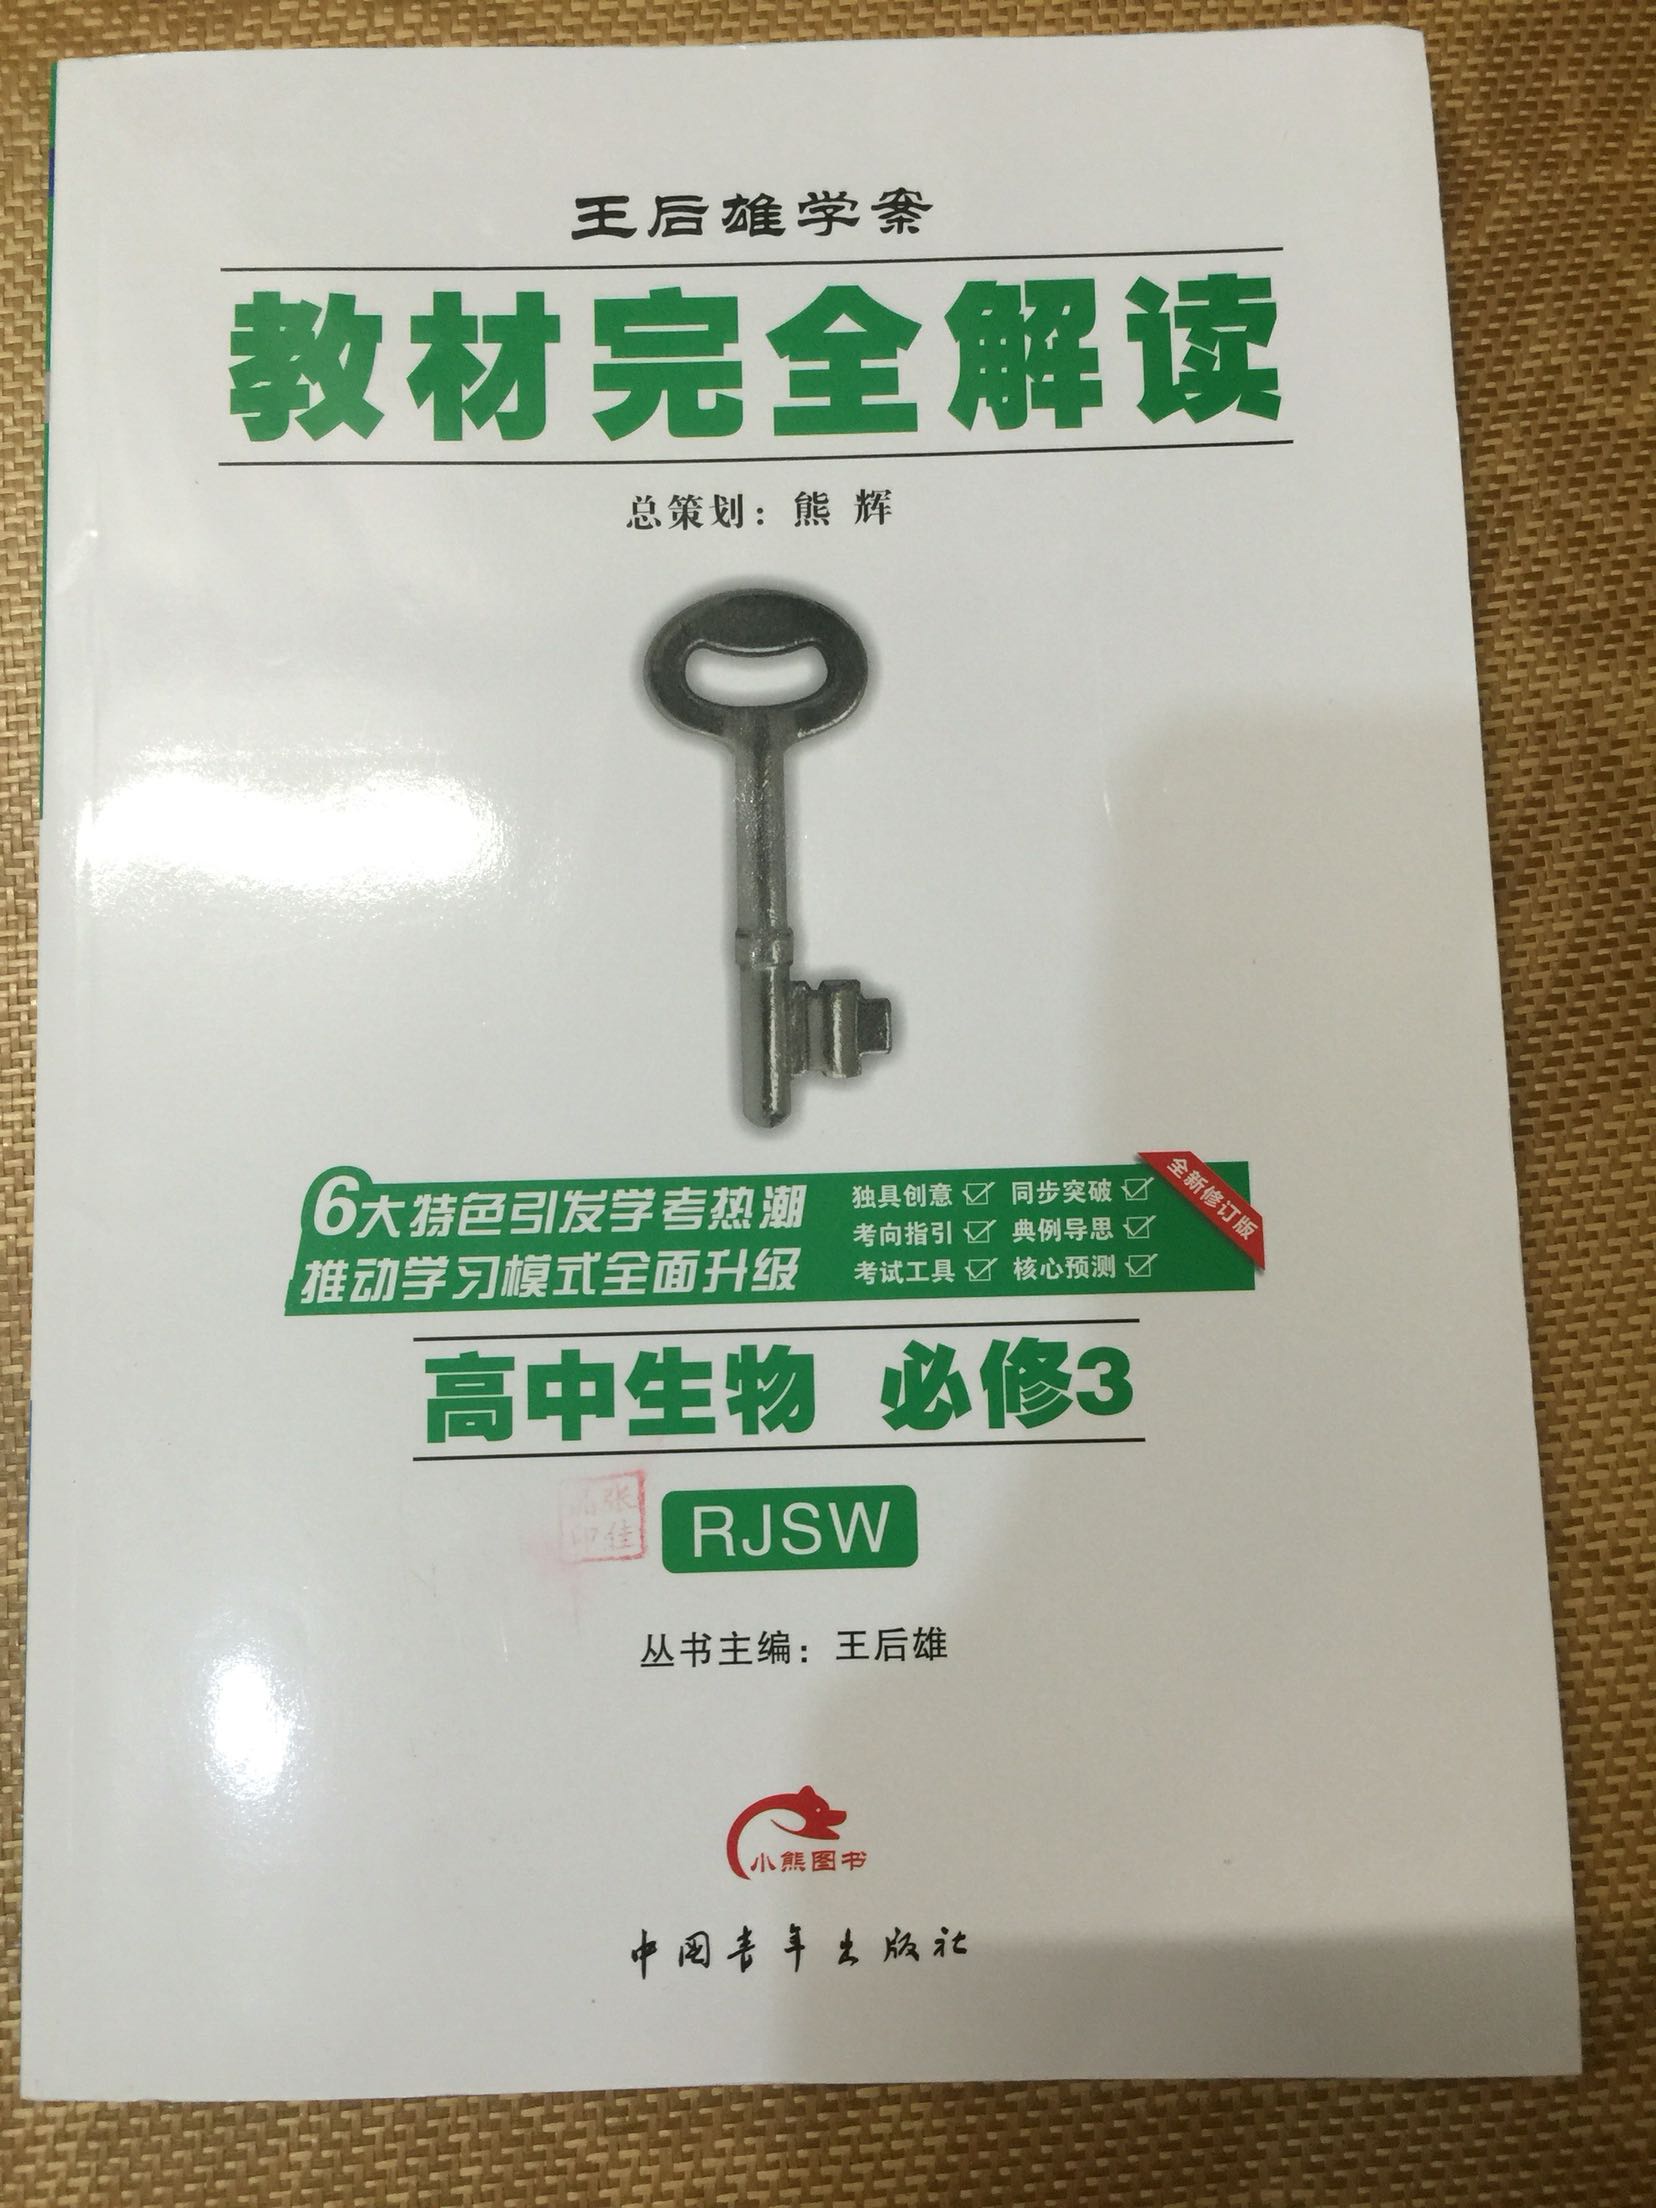 王后雄学案
教材完全解读
总策划：熊 辉
6大特色引发学考热潮
推动学习模式全面升级
独具创意 同步突破
考向指引 典例导思
考试工具 核心预测
全新修订版
高中生物 必修3
RJSW
丛书主编：王后雄
小熊图书
中国青年出版社